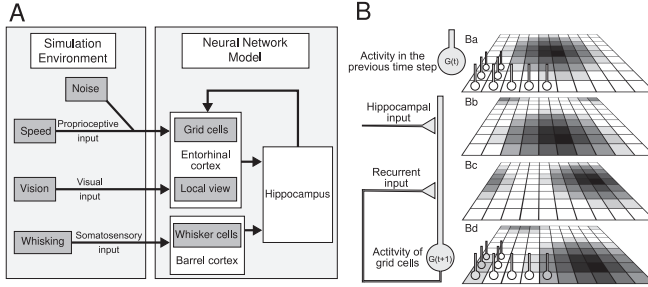 A
Simulation
Environment
Neural Network
Model
Noise
Speed
Proprioceptive
input
Grid cells
Entorhinal
cortex
Vision
Visual
input
Local view
Hippocampus
Whisking
Somatosensory
input
Whisker cells
Barrel cortex
B
Activity in the
previous time step
G(t)
Hippocampal
input
Recurrent
input
Activity of
grid cells
G(t+1)
Ba
Bb
Bc
Bd